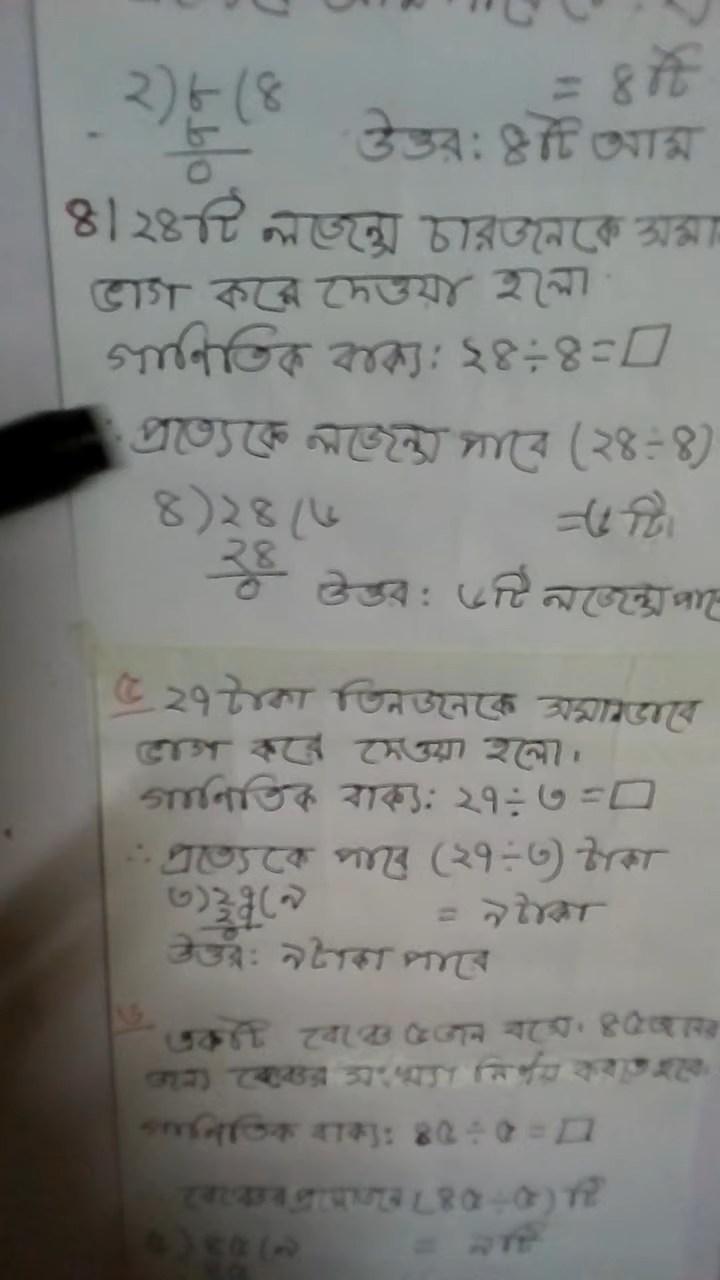 ২) ৮ (৪ = ৪টি
৮
০ উত্তর: ৪টি আম
৪। ২৪টি লজেন্স চারজনকে সমা
ভাগ করে দেওয়া হলো
গানিতিক বাক্য: ২৪÷৪=□
∴ প্রত্যেকে লজেন্স পাবে (২৪÷৪)
৪)২৪(৬ =৬টি।
২৪
০ উত্তর: ৬টি লজেন্স পাবে
৫ ২৭ টাকা তিনজনকে সমানভাবে
ভাগ করে দেওয়া হলো।
গানিতিক বাক্য: ২৭÷৩=□
∴ প্রত্যেকে পাবে (২৭÷৩) টাকা
৩)২৭(৯ = ৯ টাকা
২৭
০
উত্তর: ৯টাকা পাবে
৬ একটি বেঞ্চে ৫জন বসে। ৪৫জনের
জন্য বেঞ্চের সংখ্যা নির্ণয় করতে হবে
গানিতিক বাক্য: ৪৫÷৫=□
বেঞ্চের প্রয়োজন (৪৫÷৫) টি
৫)৪৫(৯ = ৯টি
৪৫